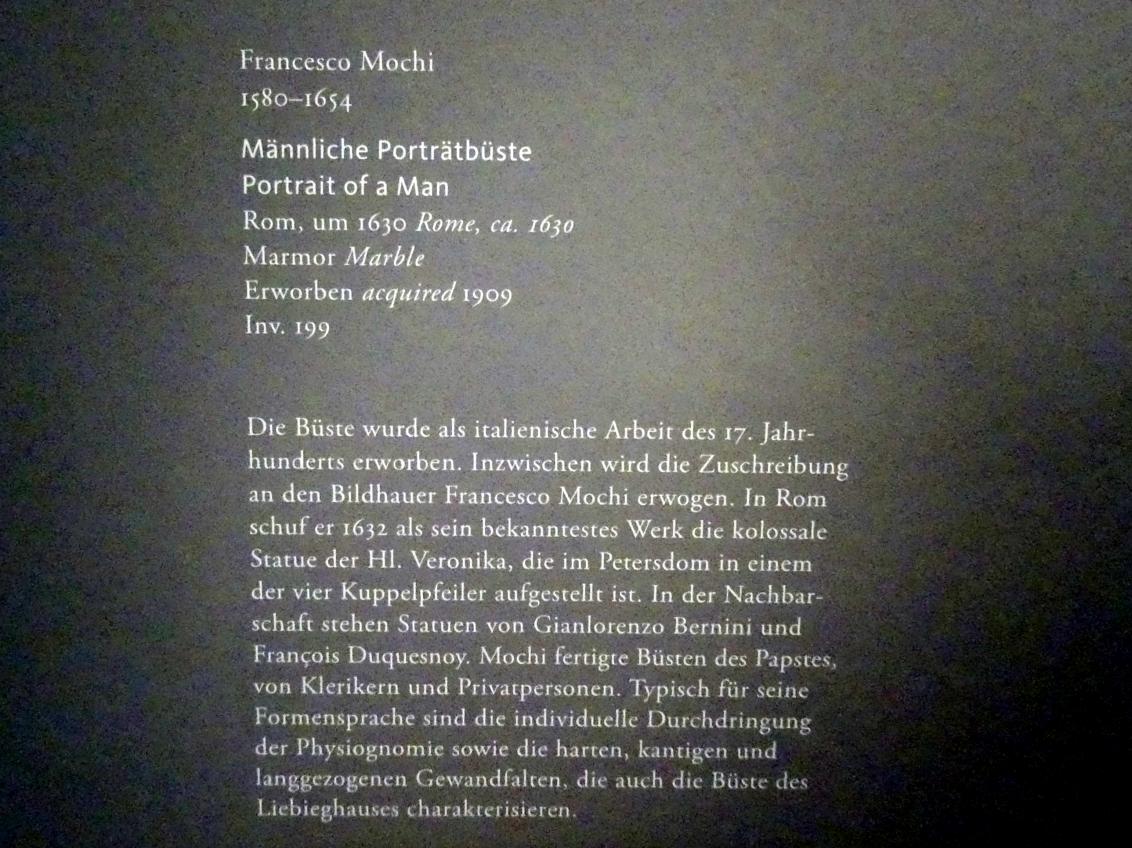 Francesco Mochi
1580–1654
Männliche Porträtbüste
Portrait of a Man
Rom, um 1630 Rome, ca. 1630
Marmor Marble
Erworben acquired 1909
Inv. 199
Die Büste wurde als italienische Arbeit des 17. Jahr-
hunderts erworben. Inzwischen wird die Zuschreibung
an den Bildhauer Francesco Mochi erwogen. In Rom
schuf er 1632 als sein bekanntestes Werk die kolossale
Statue der Hl. Veronika, die im Petersdom in einem
der vier Kuppelpfeiler aufgestellt ist. In der Nachbar-
schaft stehen Statuen von Gianlorenzo Bernini und
François Duquesnoy. Mochi fertigte Büsten des Papstes,
von Klerikern und Privatpersonen. Typisch für seine
Formensprache sind die individuelle Durchdringung
der Physiognomie sowie die harten, kantigen und
langgezogenen Gewandfalten, die auch die Büste des
Liebieghauses charakterisieren.